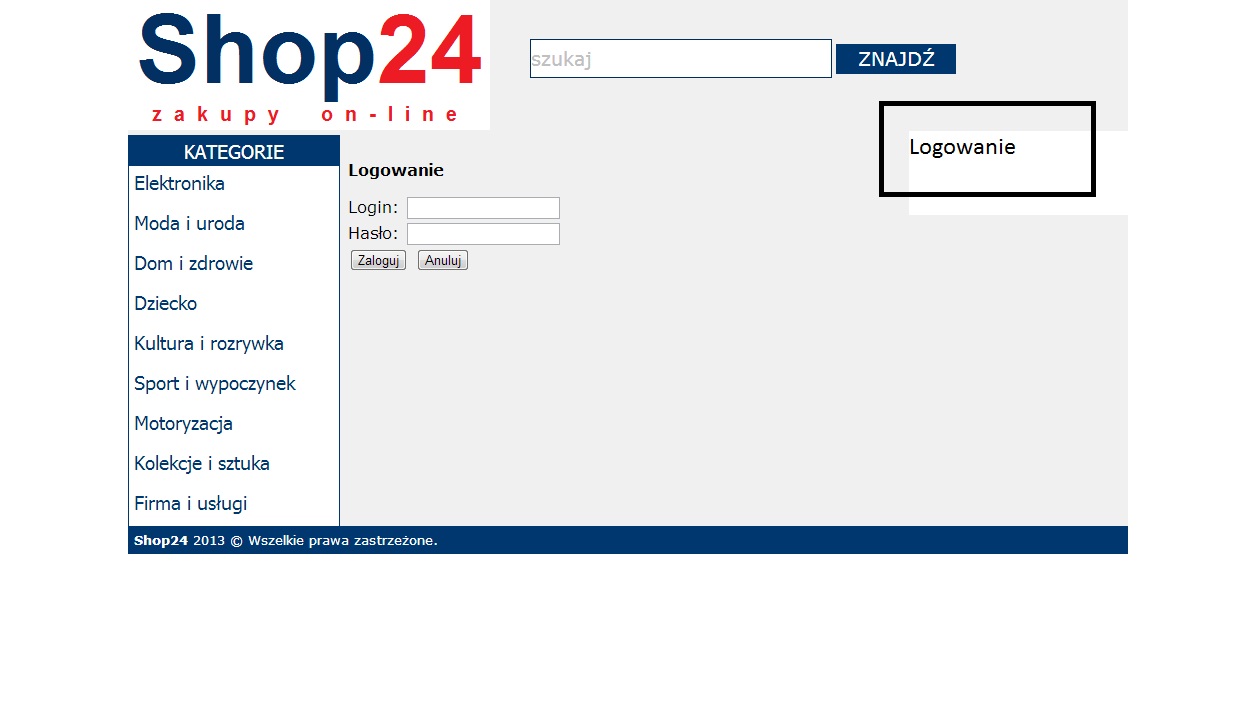 Shop24
zakupy on-line
szukaj
ZNAJDŹ
Logowanie
KATEGORIE
Elektronika
Moda i uroda
Dom i zdrowie
Dziecko
Kultura i rozrywka
Sport i wypoczynek
Motoryzacja
Kolekcje i sztuka
Firma i usługi
Logowanie
Login:
Hasło:
Zaloguj Anuluj
Shop24 2013 © Wszelkie prawa zastrzeżone.